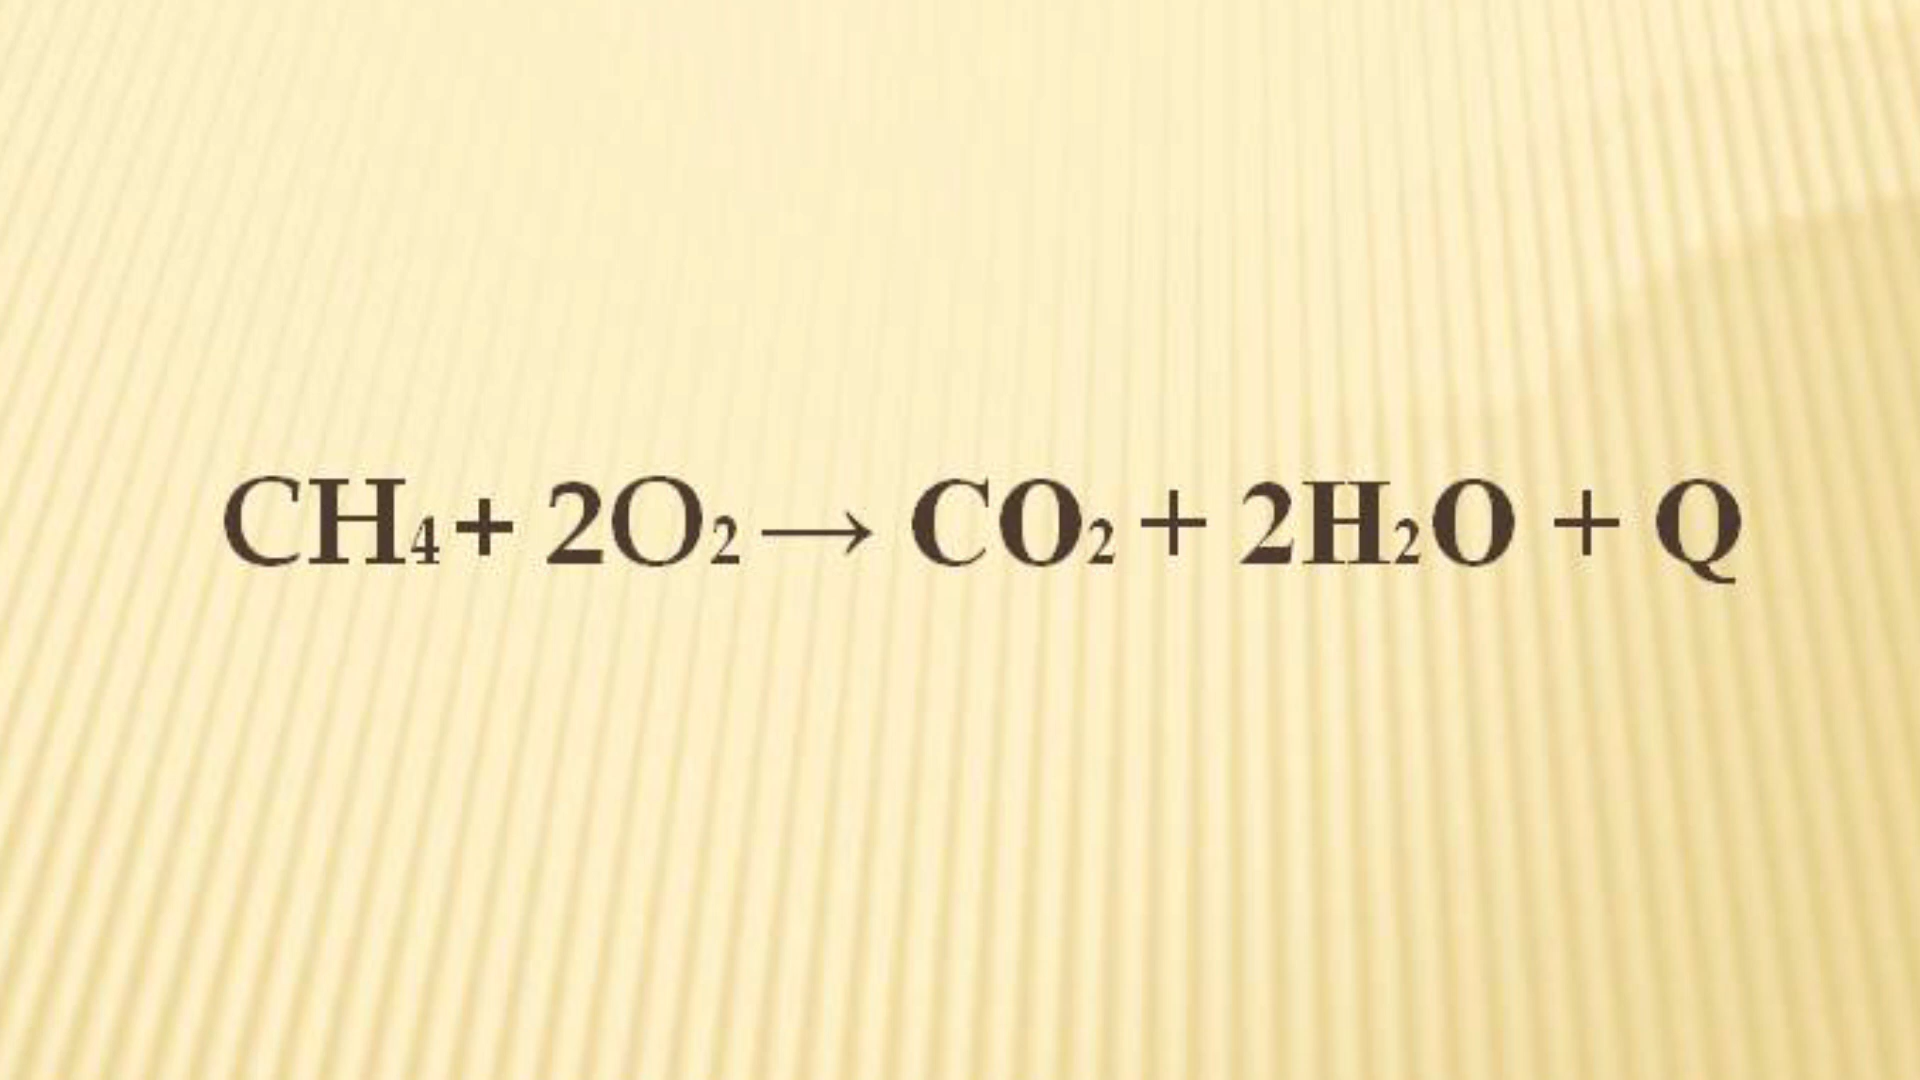 CH₄ + 2O₂ → CO₂ + 2H₂O + Q